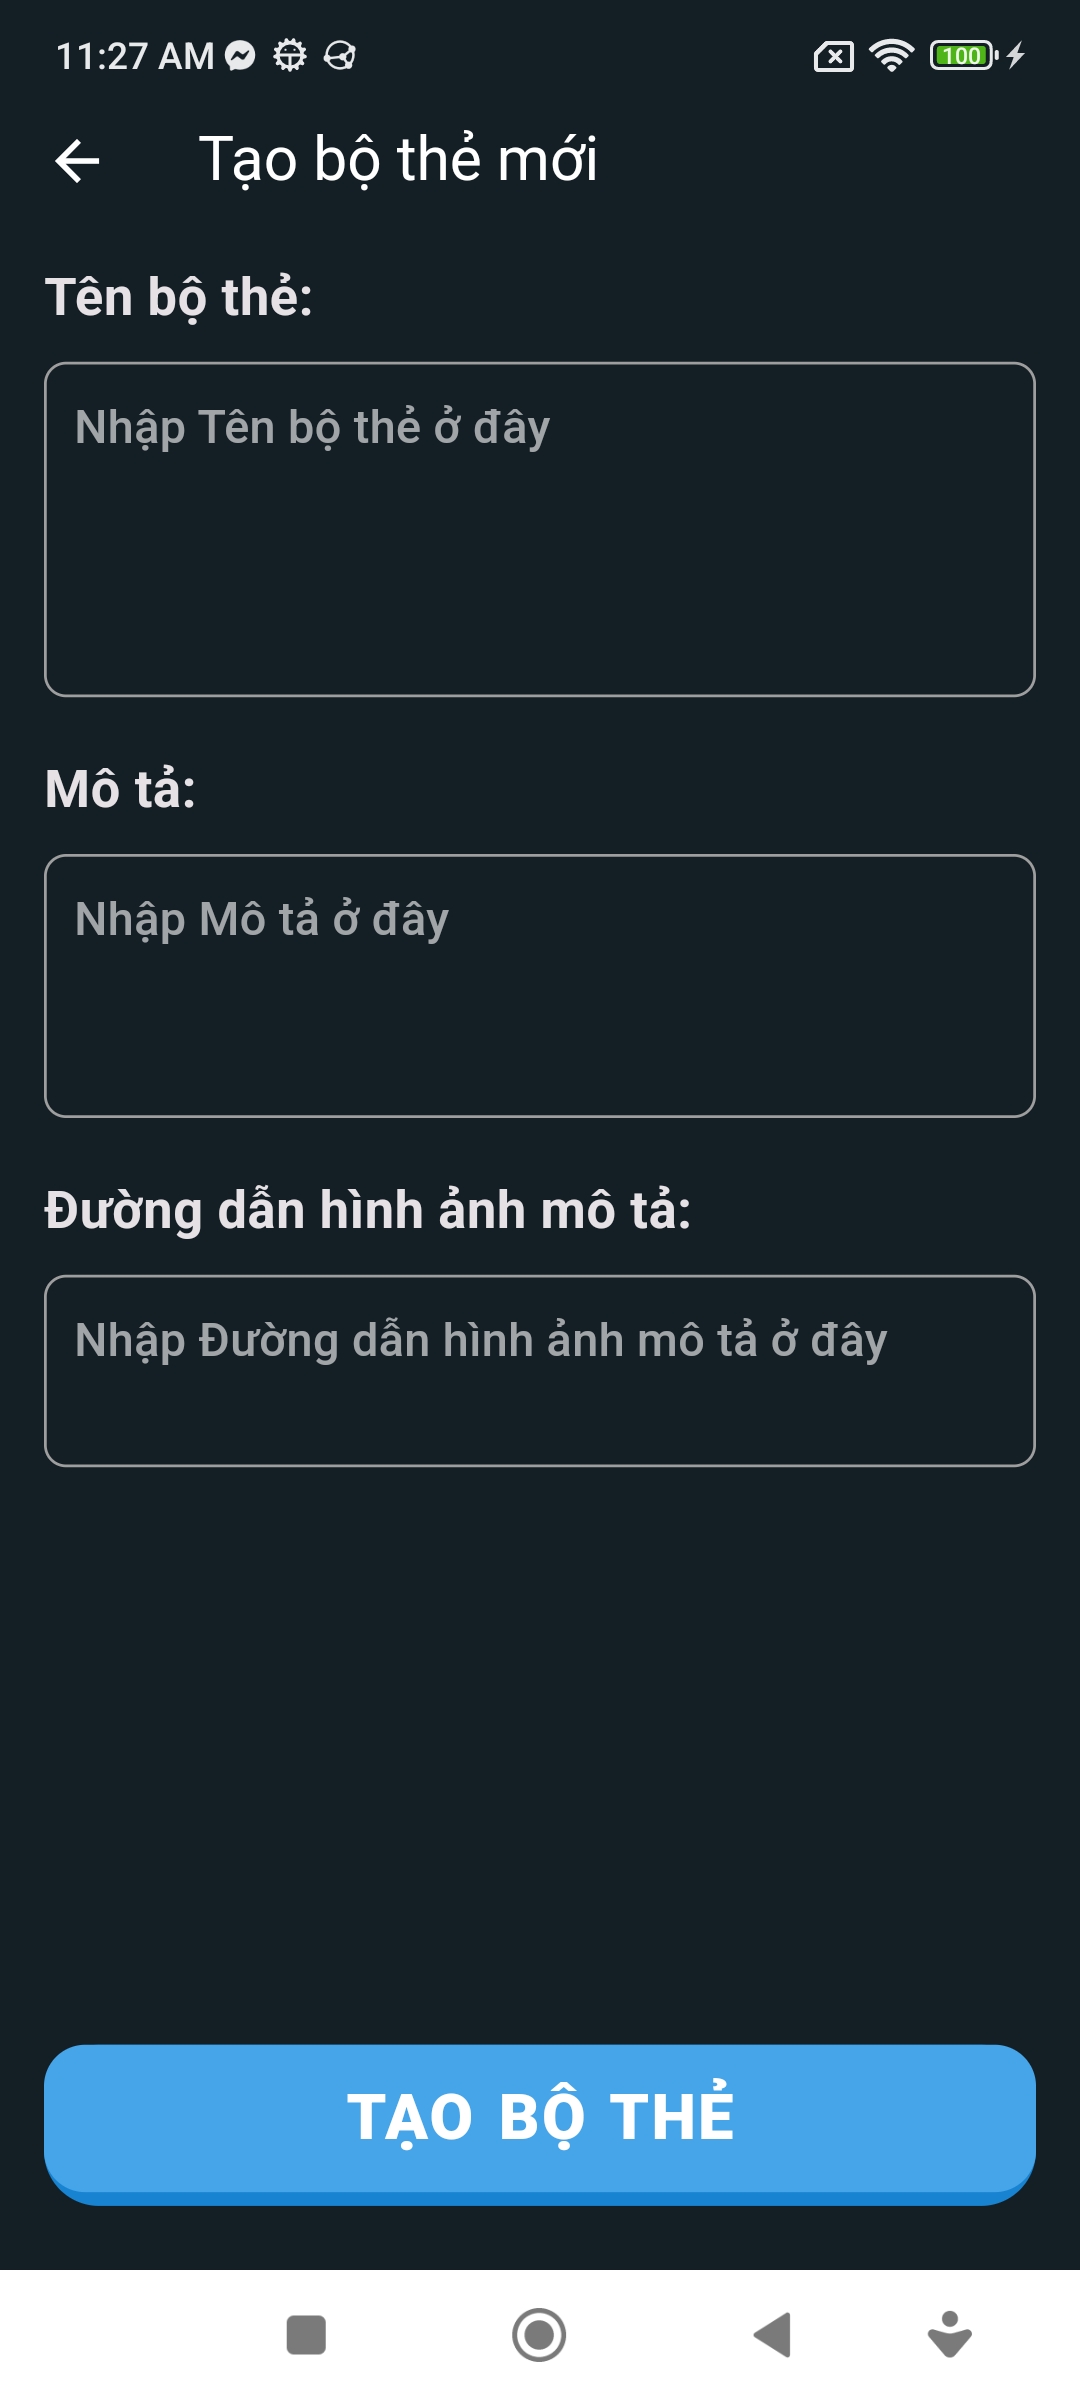 11:27 AM
100
Tạo bộ thẻ mới
Tên bộ thẻ:
Nhập Tên bộ thẻ ở đây
Mô tả:
Nhập Mô tả ở đây
Đường dẫn hình ảnh mô tả:
Nhập Đường dẫn hình ảnh mô tả ở đây
TẠO BỘ THẺ